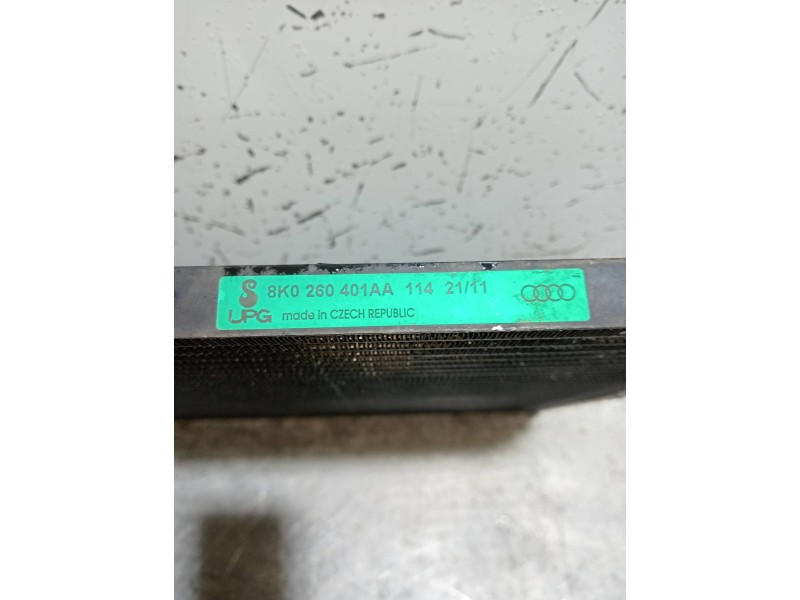 8K0 260 401AA 114 21/11
UPG made in CZECH REPUBLIC